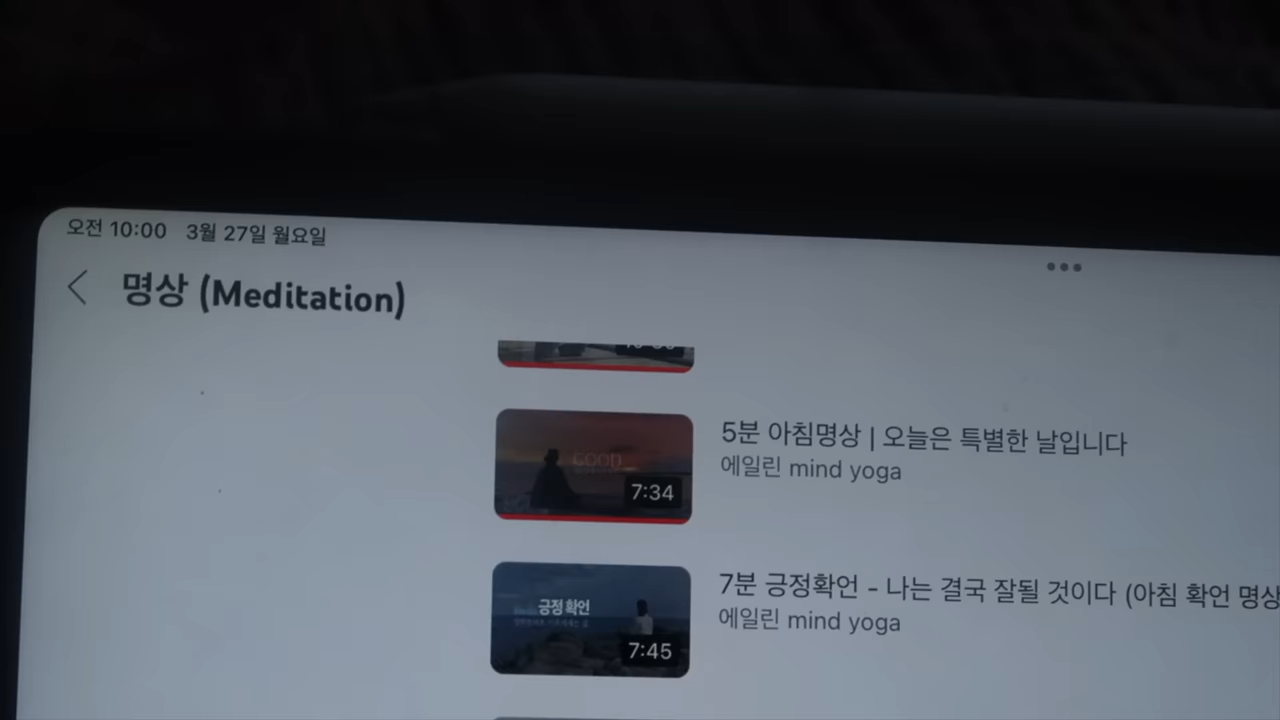 오전 10:00 3월 27일 월요일
명상 (Meditation)
5분 아침명상 | 오늘은 특별한 날입니다
에일린 mind yoga
GOOD
7:34
7분 긍정확언 - 나는 결국 잘될 것이다 (아침 확언 명상
에일린 mind yoga
긍정 확언
7:45